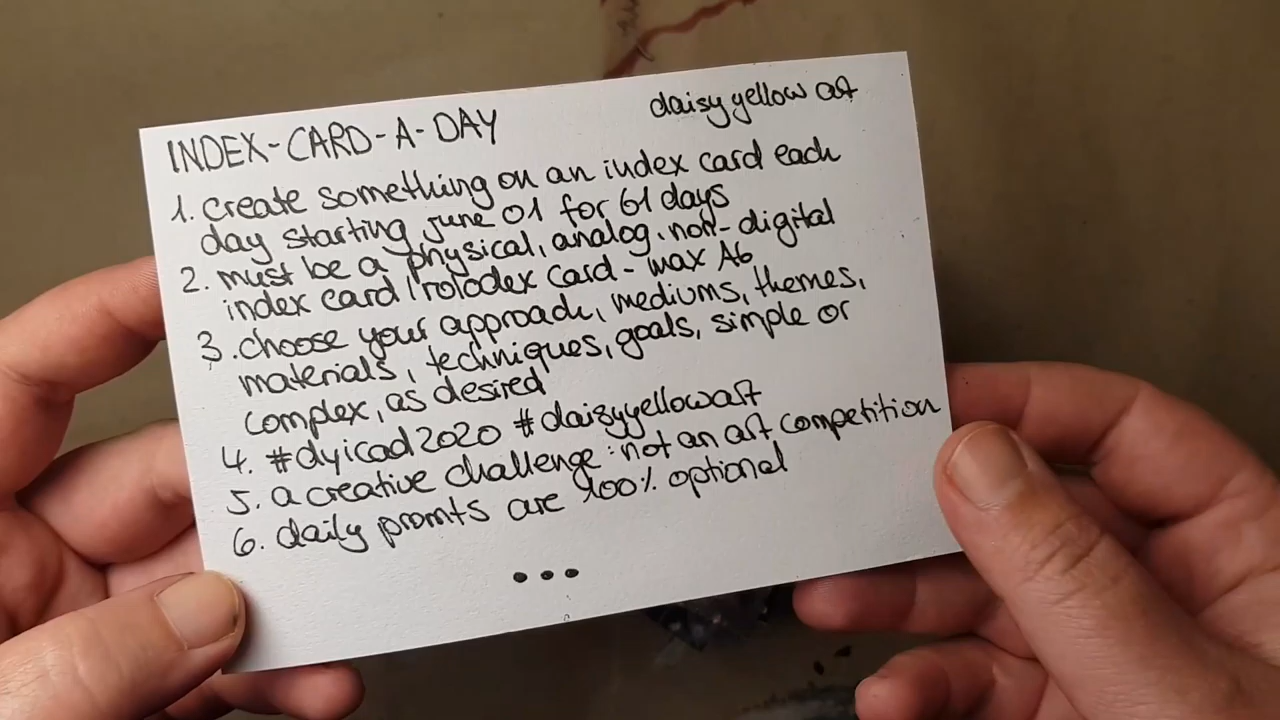 INDEX-CARD-A-DAY
daisy yellow art
1. create something on an index card each
day starting june 01 for 61 days
2. must be a physical, analog, non-digital
index card / rolodex card - max A6
3. choose your approach, mediums, themes,
materials, techniques, goals, simple or
complex, as desired
4. #dyicad2020 #daisyyellowart
5. a creative challenge: not an art competition
6. daily promts are 100% optional
...